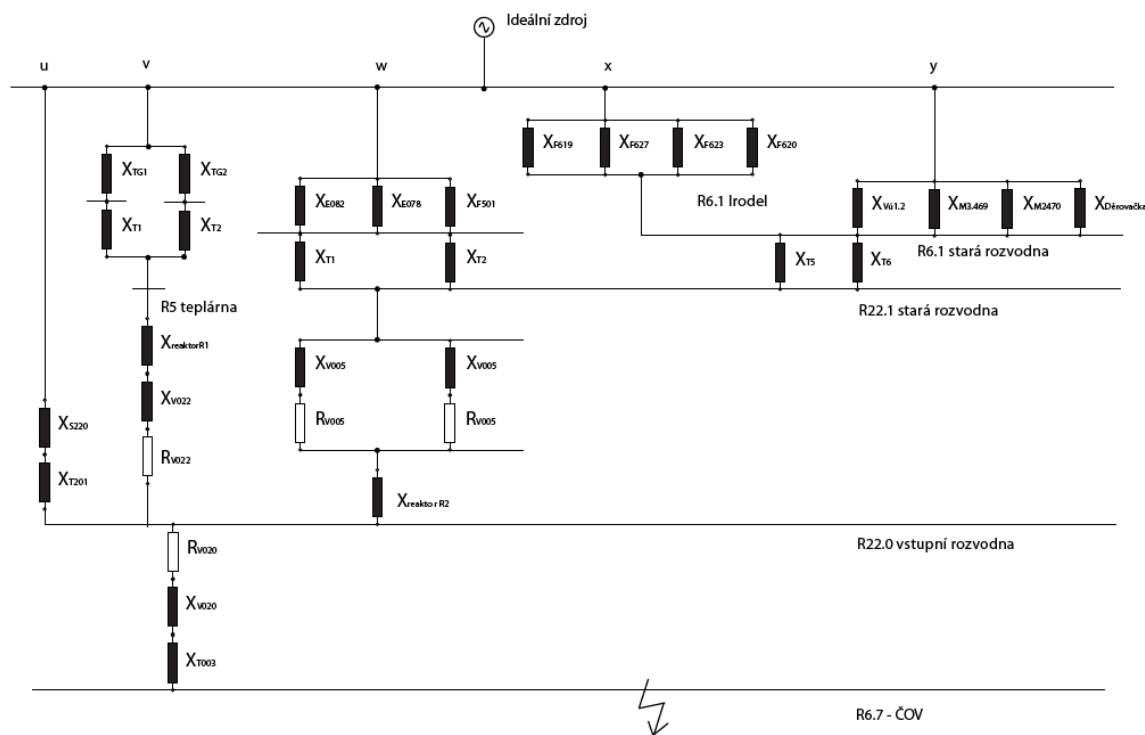 Ideální zdroj
u v w x y
XTG1 XTG2
XT1 XT2
XE082 XE078 XF501
XT1 XT2
XF619 XF627 XF623 XF620
R6.1 Irodel
XVú1.2 XM3.469 XM2470 XDěrovačka
XT5 XT6
R6.1 stará rozvodna
R5 teplárna
R22.1 stará rozvodna
XreaktorR1
XV005 XV005
XV022
RV005 RV005
XS220
RV022
XT201
Xreaktor R2
R22.0 vstupní rozvodna
RV020
XV020
XT003
R6.7 - ČOV